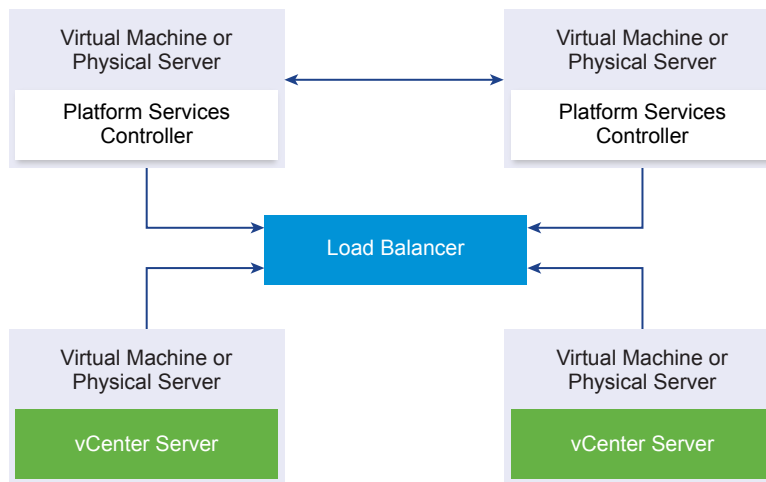 Virtual Machine or
Physical Server
Platform Services
Controller
Virtual Machine or
Physical Server
Platform Services
Controller
Load Balancer
Virtual Machine or
Physical Server
vCenter Server
Virtual Machine or
Physical Server
vCenter Server